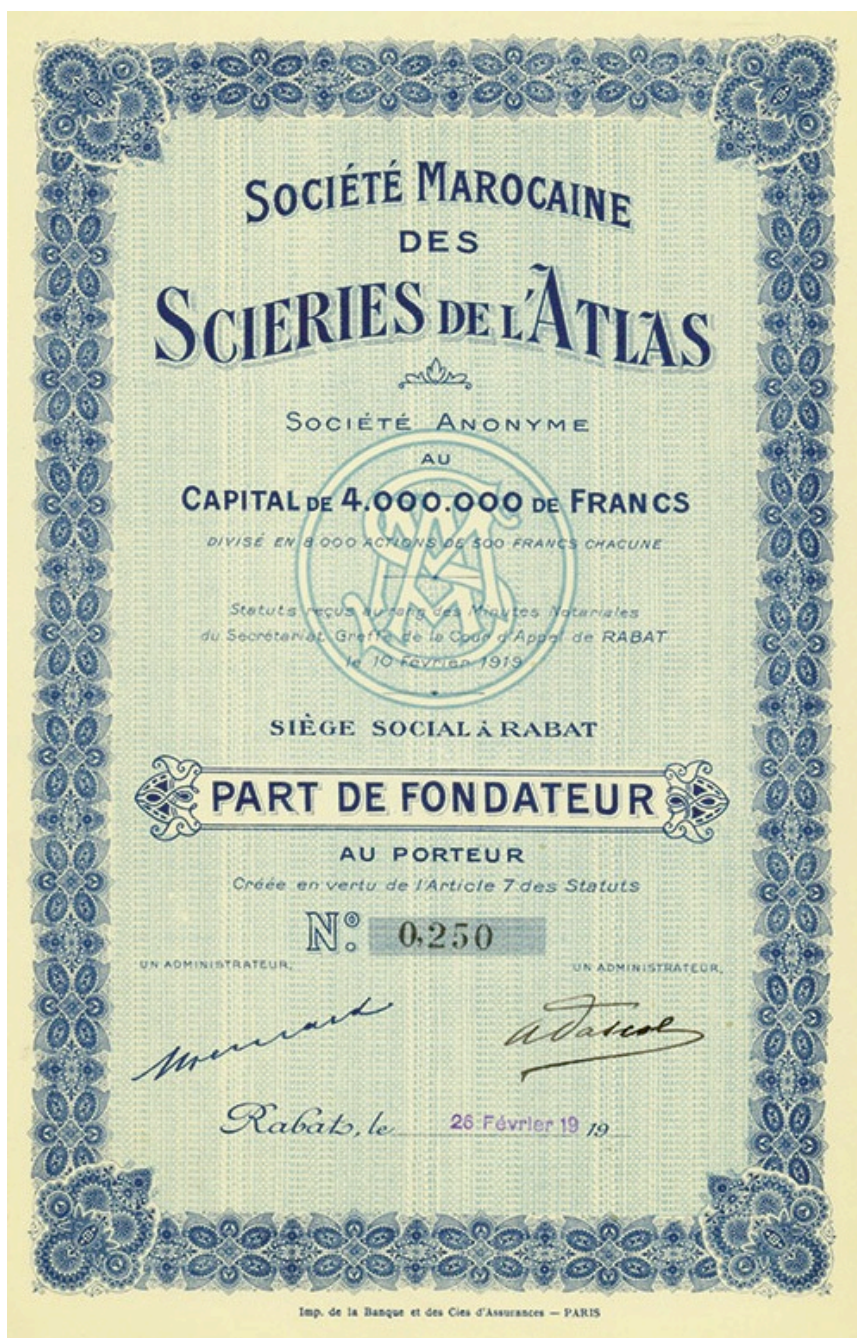 SOCIÉTÉ MAROCAINE
DES
SCIERIES DE L'ATLAS
SOCIÉTÉ ANONYME
AU
CAPITAL DE 4.000.000 DE FRANCS
DIVISÉ EN 8.000 ACTIONS DE 500 FRANCS CHACUNE
Statuts reçus au rang des Minutes Notariales
du Secrétariat Greffe de la Cour d'Appel de RABAT
le 10 Février 1919
SIÈGE SOCIAL À RABAT
PART DE FONDATEUR
AU PORTEUR
Créée en vertu de l'Article 7 des Statuts
No. 0,250
UN ADMINISTRATEUR, UN ADMINISTRATEUR,
Rabat, le 26 Février 19 19
Imp. de la Banque et des Cies d'Assurances — PARIS